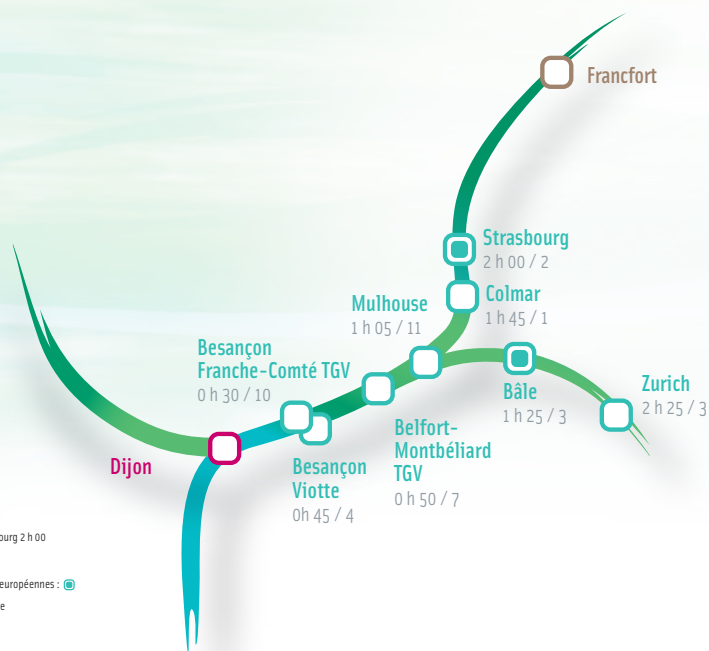 Francfort
Strasbourg
2 h 00 / 2
Colmar
1 h 45 / 1
Mulhouse
1 h 05 / 11
Besançon
Franche-Comté TGV
0 h 30 / 10
Zurich
2 h 25 / 3
Bâle
1 h 25 / 3
Belfort-
Montbéliard
TGV
0 h 50 / 7
Dijon
Besançon
Viotte
0h 45 / 4
2 h 00
européennes :